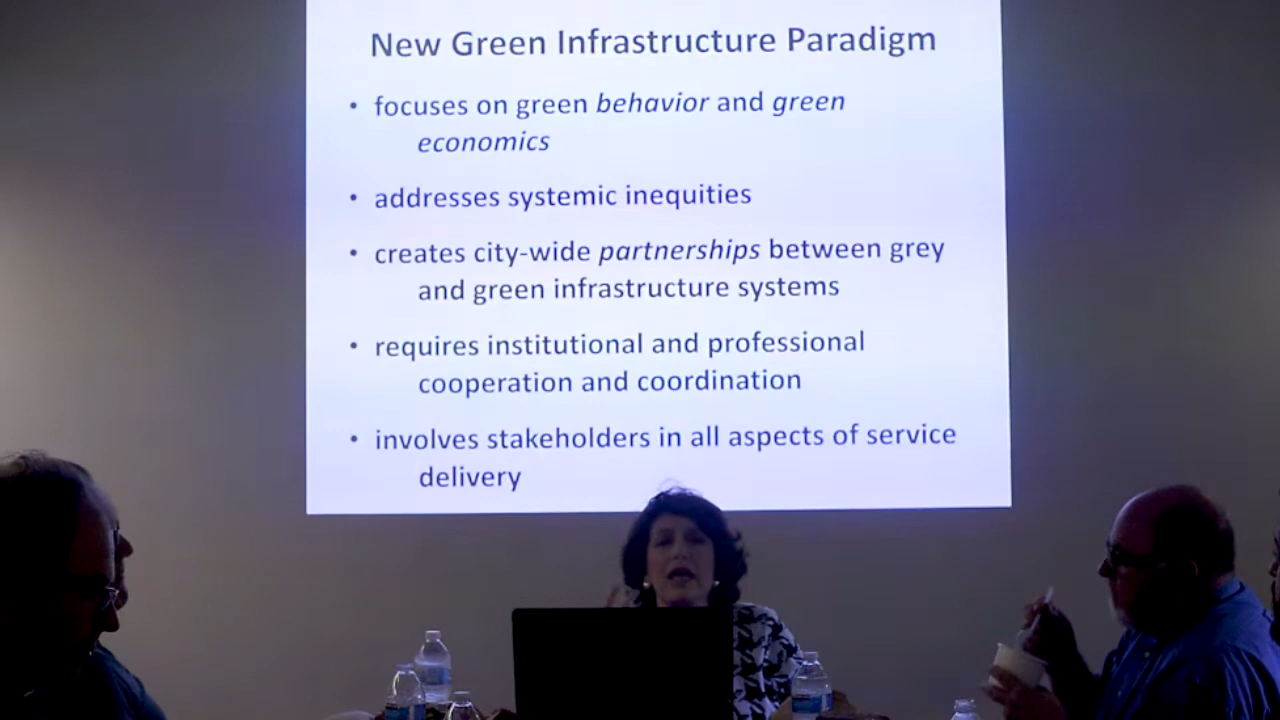 New Green Infrastructure Paradigm
• focuses on green behavior and green
economics
• addresses systemic inequities
• creates city-wide partnerships between grey
and green infrastructure systems
• requires institutional and professional
cooperation and coordination
• involves stakeholders in all aspects of service
delivery